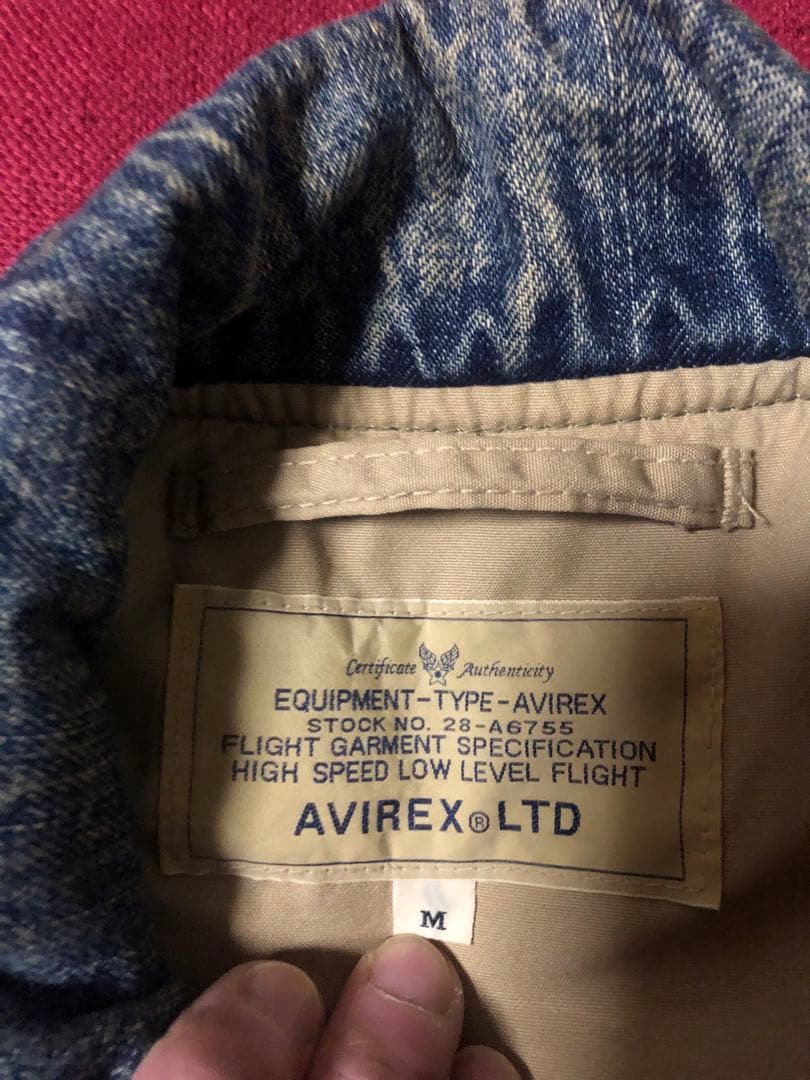 Certificate Authenticity
EQUIPMENT-TYPE-AVIREX
STOCK NO. 28-A6755
FLIGHT GARMENT SPECIFICATION
HIGH SPEED LOW LEVEL FLIGHT
AVIREX® LTD
M